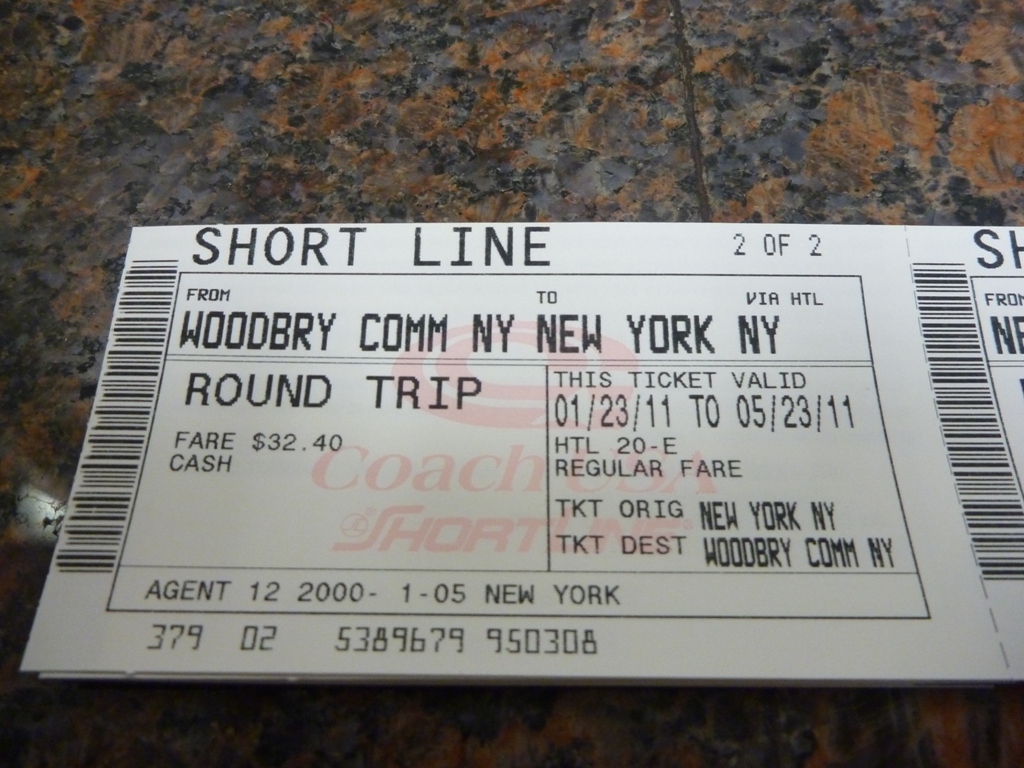 SHORT LINE 2 OF 2
FROM TO VIA HTL
WOODBRY COMM NY NEW YORK NY
ROUND TRIP
THIS TICKET VALID
01/23/11 TO 05/23/11
FARE $32.40
CASH
HTL 20-E
REGULAR FARE
Coach USA
SHORTLINE
TKT ORIG NEW YORK NY
TKT DEST WOODBRY COMM NY
AGENT 12 2000- 1-05 NEW YORK
379 02 5389679 950308
SH
FROM
NE